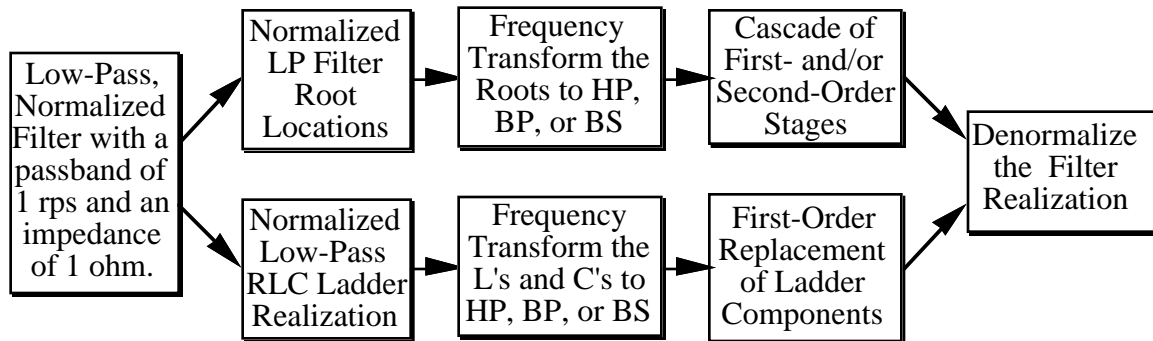 Low-Pass,
Normalized
Filter with a
passband of
1 rps and an
impedance
of 1 ohm.
Normalized
LP Filter
Root
Locations
Frequency
Transform the
Roots to HP,
BP, or BS
Cascade of
First- and/or
Second-Order
Stages
Normalized
Low-Pass
RLC Ladder
Realization
Frequency
Transform the
L's and C's to
HP, BP, or BS
First-Order
Replacement
of Ladder
Components
Denormalize
the Filter
Realization